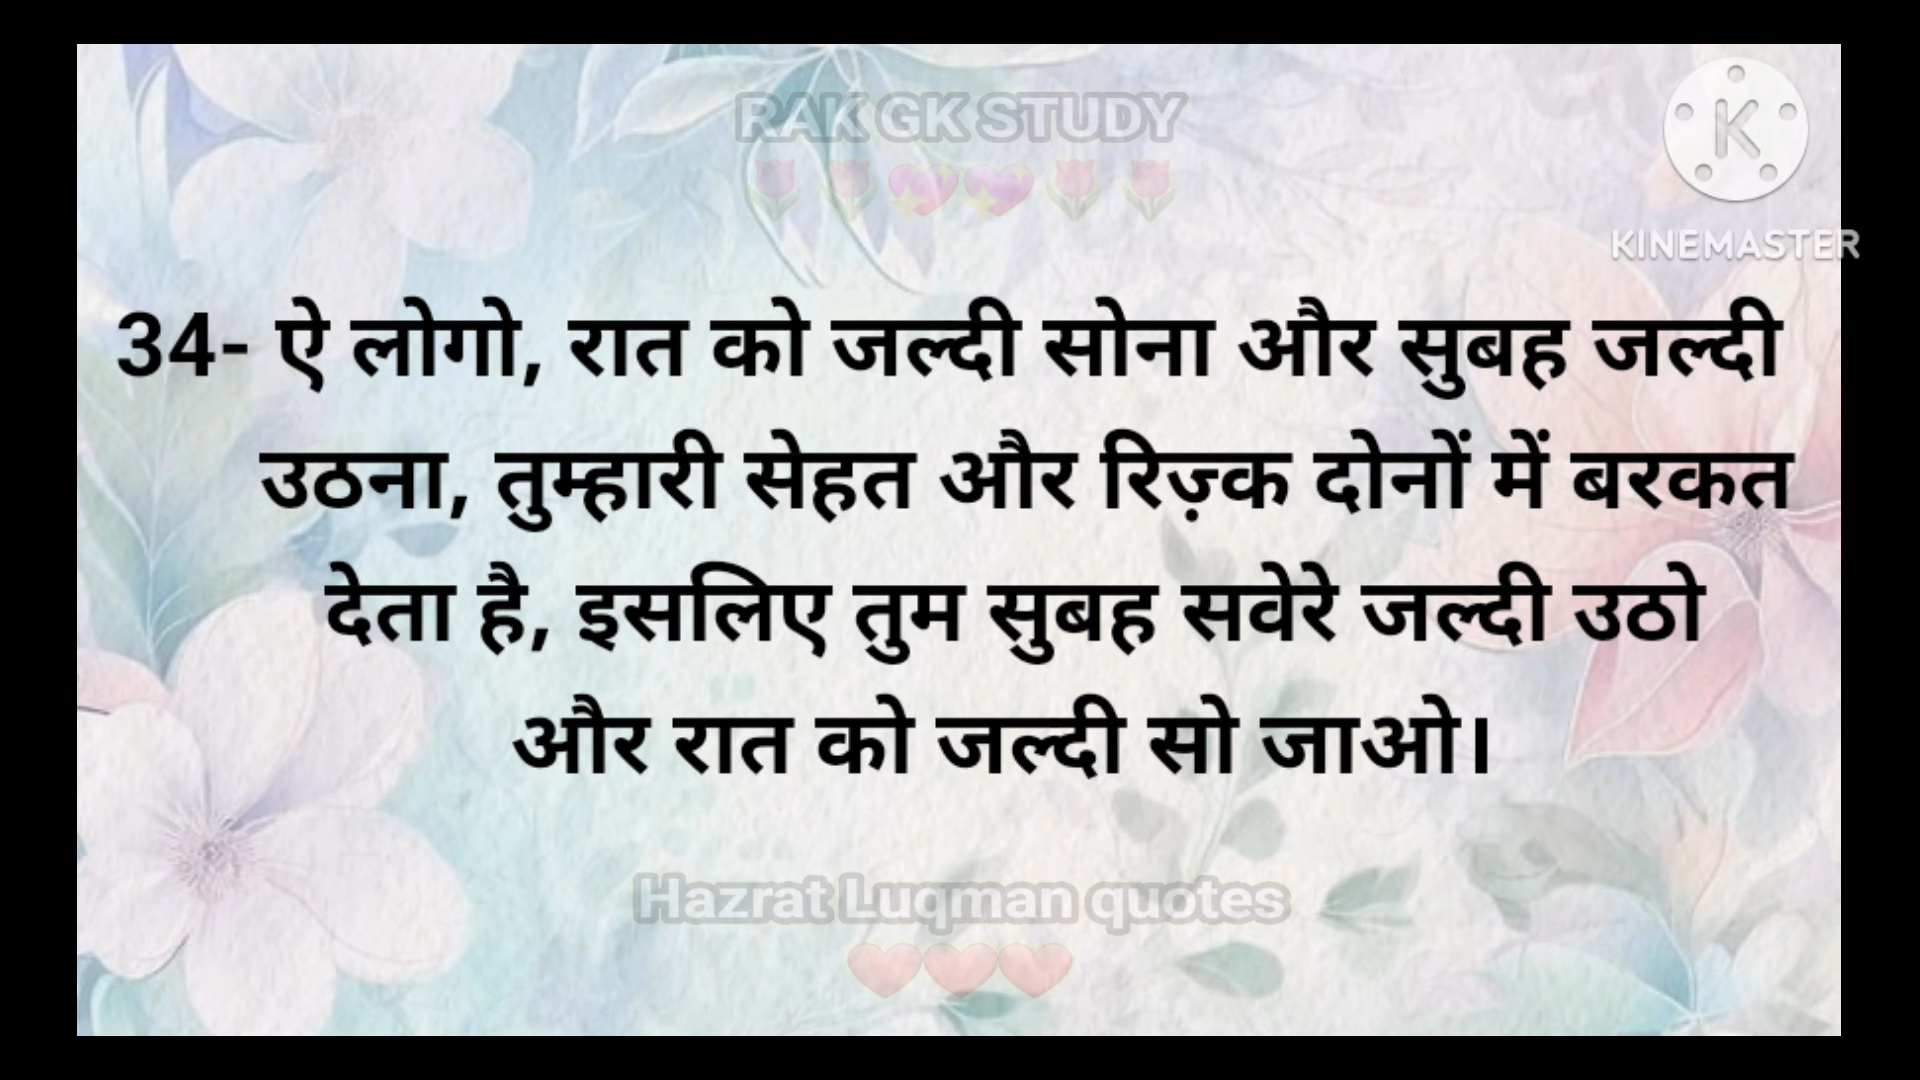 RAK GK STUDY
K
KINEMASTER
34- ऐ लोगो, रात को जल्दी सोना और सुबह जल्दी
उठना, तुम्हारी सेहत और रिज़्क दोनों में बरकत
देता है, इसलिए तुम सुबह सवेरे जल्दी उठो
और रात को जल्दी सो जाओ।
Hazrat Luqman quotes